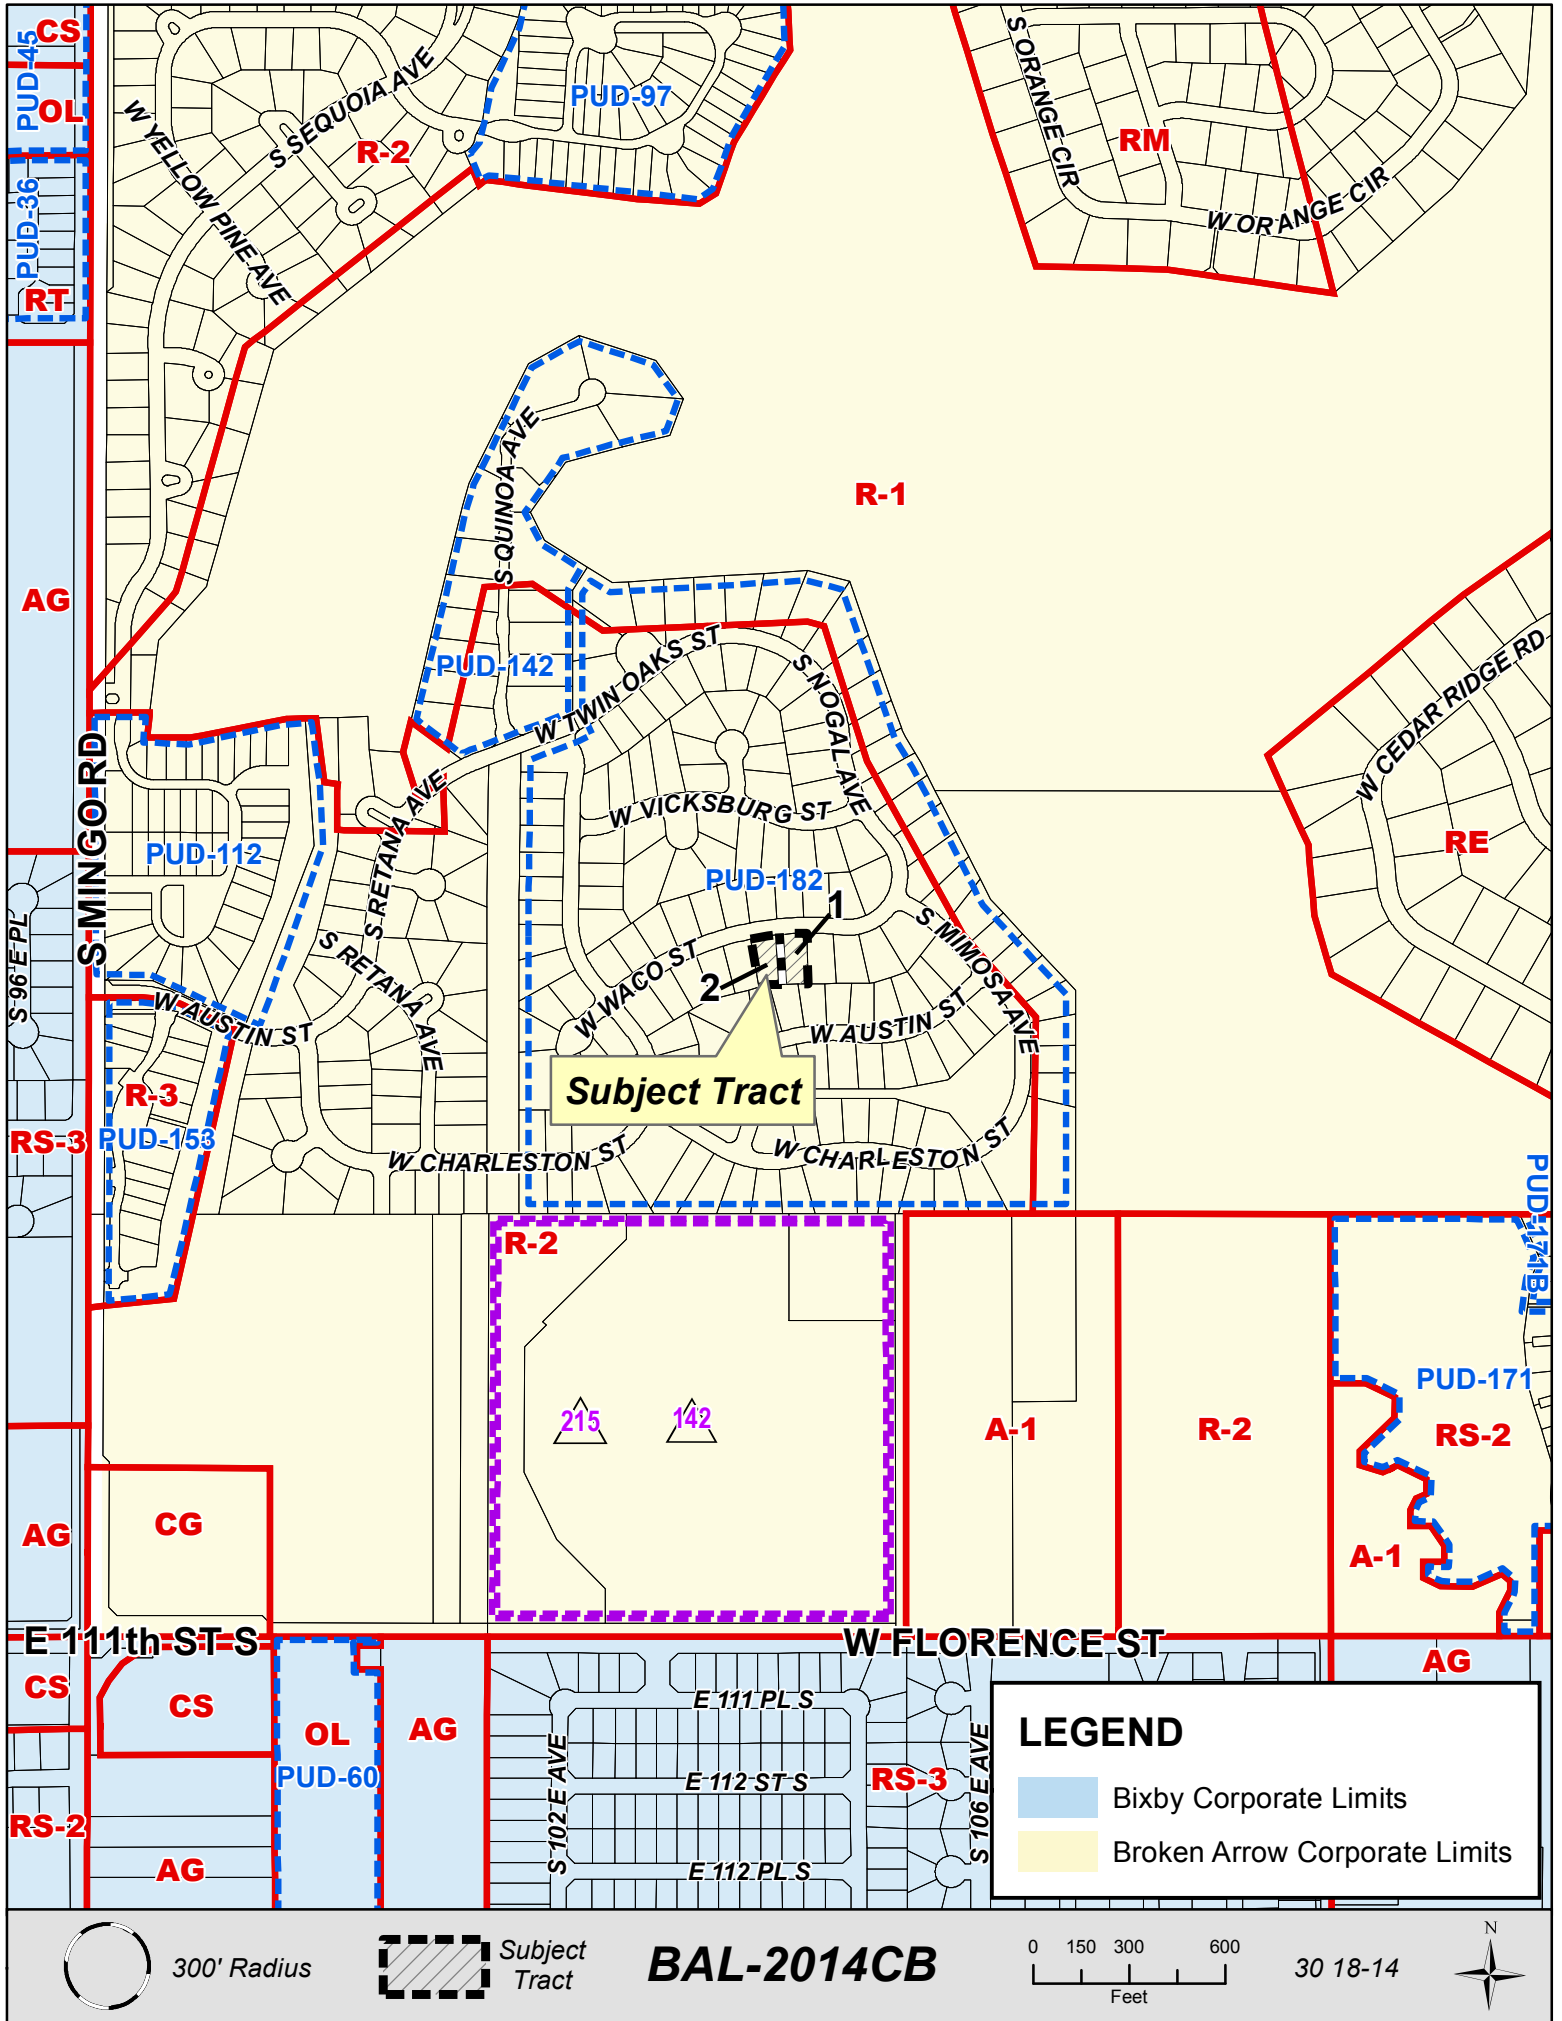 CS
PUD-45
OL
PUD-36
RT
W YELLOW PINE AVE
S SEQUOIA AVE
R-2
PUD-97
S ORANGE CIR
RM
W ORANGE CIR
S QUINOA AVE
R-1
AG
PUD-142
W TWIN OAKS ST
S NOGAL AVE
W CEDAR RIDGE RD
RE
S MINGO RD
PUD-112
S RETANA AVE
W VICKSBURG ST
PUD-182
1
2
S 96 E PL
S RETANA AVE
W WACO ST
S MIMOSA AVE
W AUSTIN ST
W AUSTIN ST
Subject Tract
R-3
RS-3
PUD-153
W CHARLESTON ST
W CHARLESTON ST
PUD-171B
R-2
215
142
A-1
R-2
PUD-171
RS-2
AG
CG
A-1
E 111th ST S
W FLORENCE ST
AG
CS
CS
OL
AG
PUD-60
RS-2
AG
E 111 PL S
S 102 E AVE
E 112 ST S
RS-3
S 106 E AVE
E 112 PL S
LEGEND
Bixby Corporate Limits
Broken Arrow Corporate Limits
300' Radius
Subject
Tract
BAL-2014CB
0 150 300 600
Feet
30 18-14
N